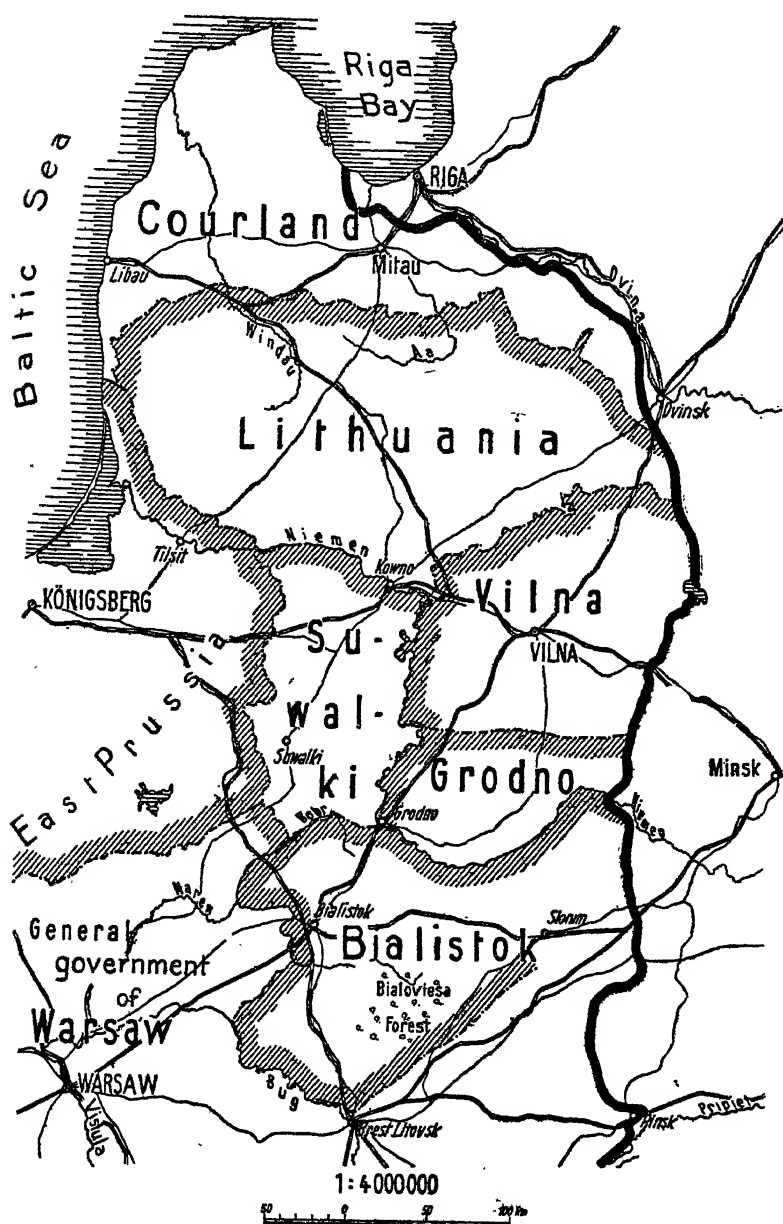 Riga
Bay
RIGA
Baltic Sea
Courland
Libau
Mitau
Dvina
Windau
Aa
Dvinsk
Lithuania
Tilsit
Niemen
Kowno
KÖNIGSBERG
Vilna
VILNA
Su-
wal-
ki
Suwalki
East Prussia
Grodno
Minsk
Grodno
Bobr
Niemen
Narew
Bialistok
Slonim
General
government
of
Warsaw
Bialistok
Bialoviesa
Forest
WARSAW
Vistula
Bug
Brest Litovsk
Pinsk
Pripjet
1:4000000
50 0 50 100 Km